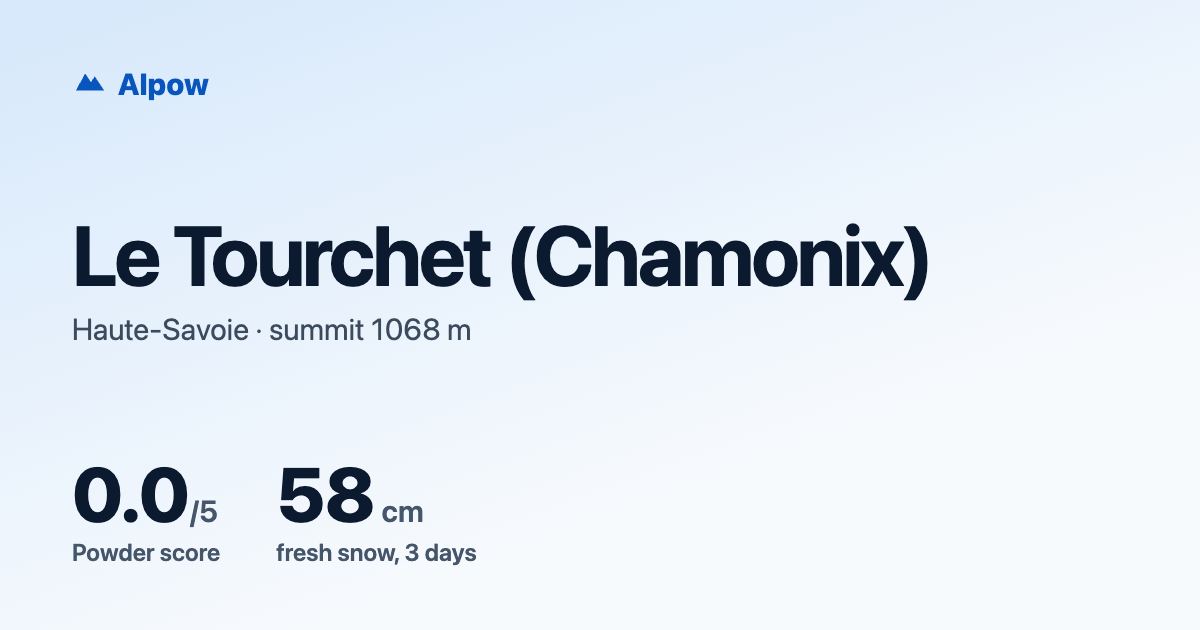 Alpow
Le Tourchet (Chamonix)
Haute-Savoie · summit 1068 m
0.0/5 58 cm
Powder score fresh snow, 3 days